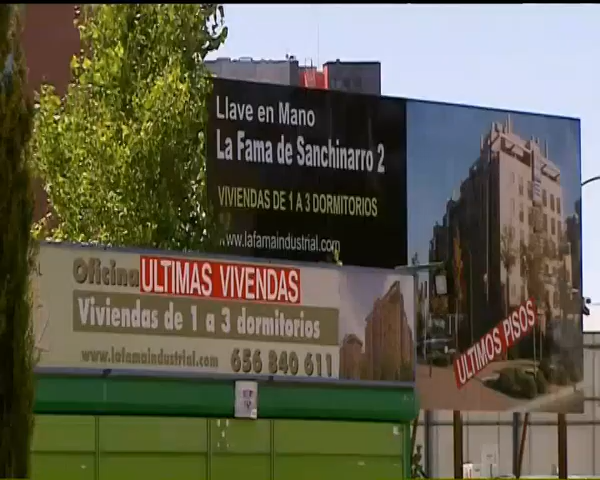 Llave en Mano
La Fama de Sanchinarro 2
VIVIENDAS DE 1 A 3 DORMITORIOS
www.lafamaindustrial.com
ULTIMOS PISOS
Oficina ULTIMAS VIVENDAS
Viviendas de 1 a 3 dormitorios
www.lafamaindustrial.com 656 840 611